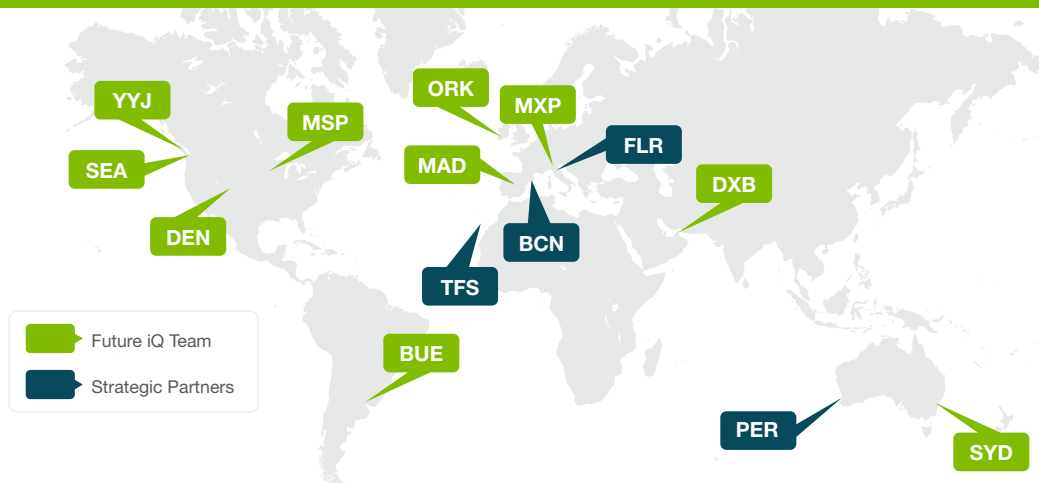 ORK
YYJ
MXP
MSP
FLR
MAD
SEA
DXB
DEN
BCN
TFS
Future iQ Team
BUE
Strategic Partners
PER
SYD